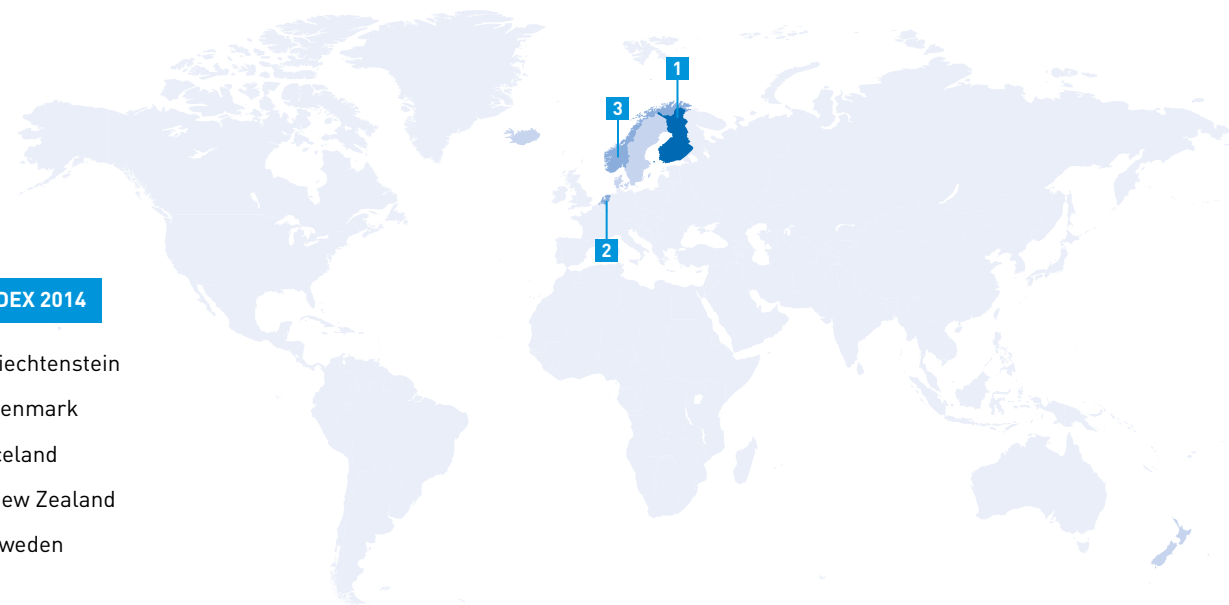 1
3
2
DEX 2014
iechtenstein
enmark
celand
ew Zealand
weden